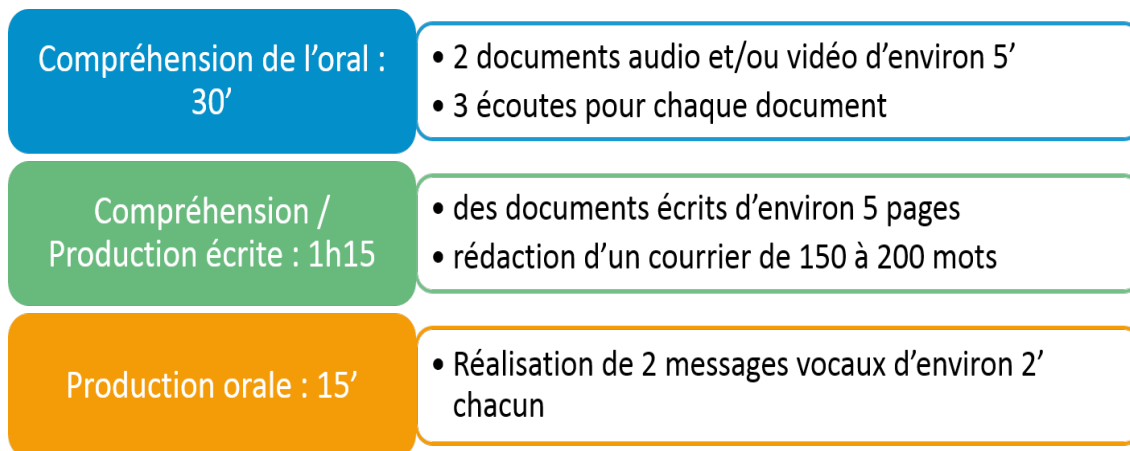 Compréhension de l’oral :
30’
• 2 documents audio et/ou vidéo d’environ 5’
• 3 écoutes pour chaque document
Compréhension /
Production écrite : 1h15
• des documents écrits d’environ 5 pages
• rédaction d’un courrier de 150 à 200 mots
Production orale : 15’
• Réalisation de 2 messages vocaux d’environ 2’
chacun